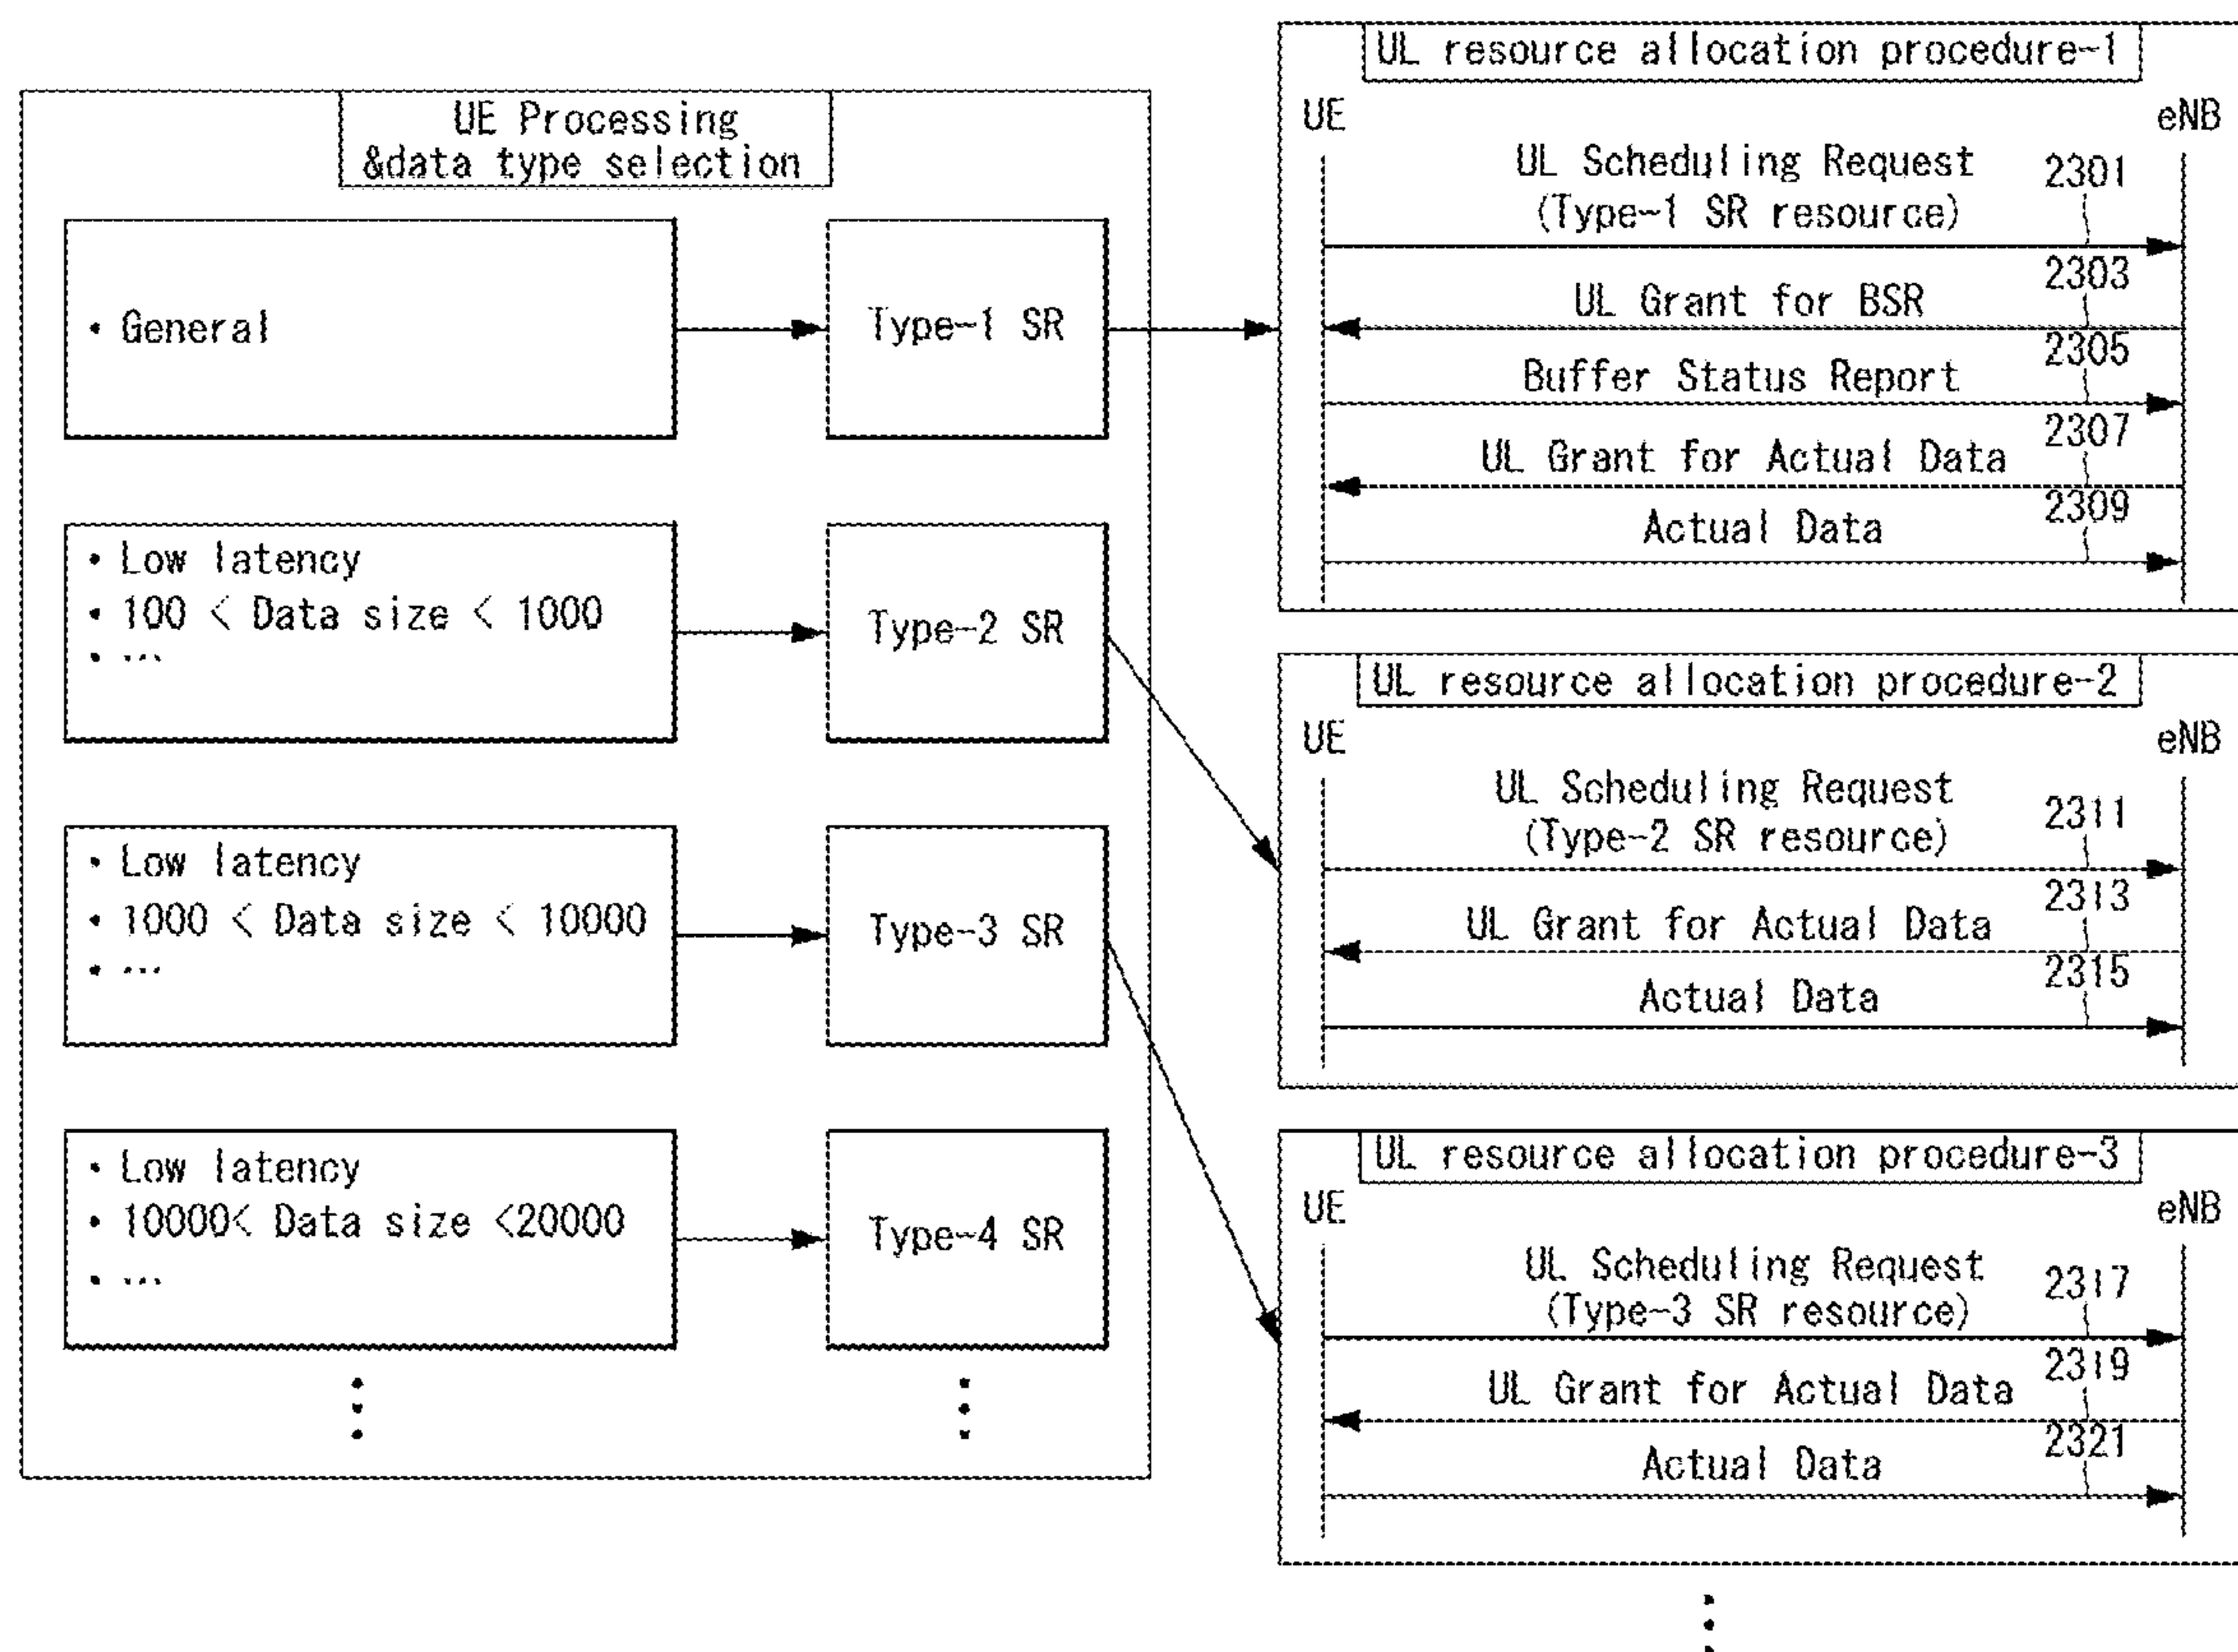 UE Processing
&data type selection
• General
Type-1 SR
• Low latency
• 100 < Data size < 1000
• ...
Type-2 SR
• Low latency
• 1000 < Data size < 10000
• ...
Type-3 SR
• Low latency
• 10000< Data size <20000
• ...
Type-4 SR
UL resource allocation procedure-1
UE
eNB
UL Scheduling Request
(Type-1 SR resource)
2301
UL Grant for BSR
2303
Buffer Status Report
2305
UL Grant for Actual Data
2307
Actual Data
2309
UL resource allocation procedure-2
UE
eNB
UL Scheduling Request
(Type-2 SR resource)
2311
UL Grant for Actual Data
2313
Actual Data
2315
UL resource allocation procedure-3
UE
eNB
UL Scheduling Request
(Type-3 SR resource)
2317
UL Grant for Actual Data
2319
Actual Data
2321